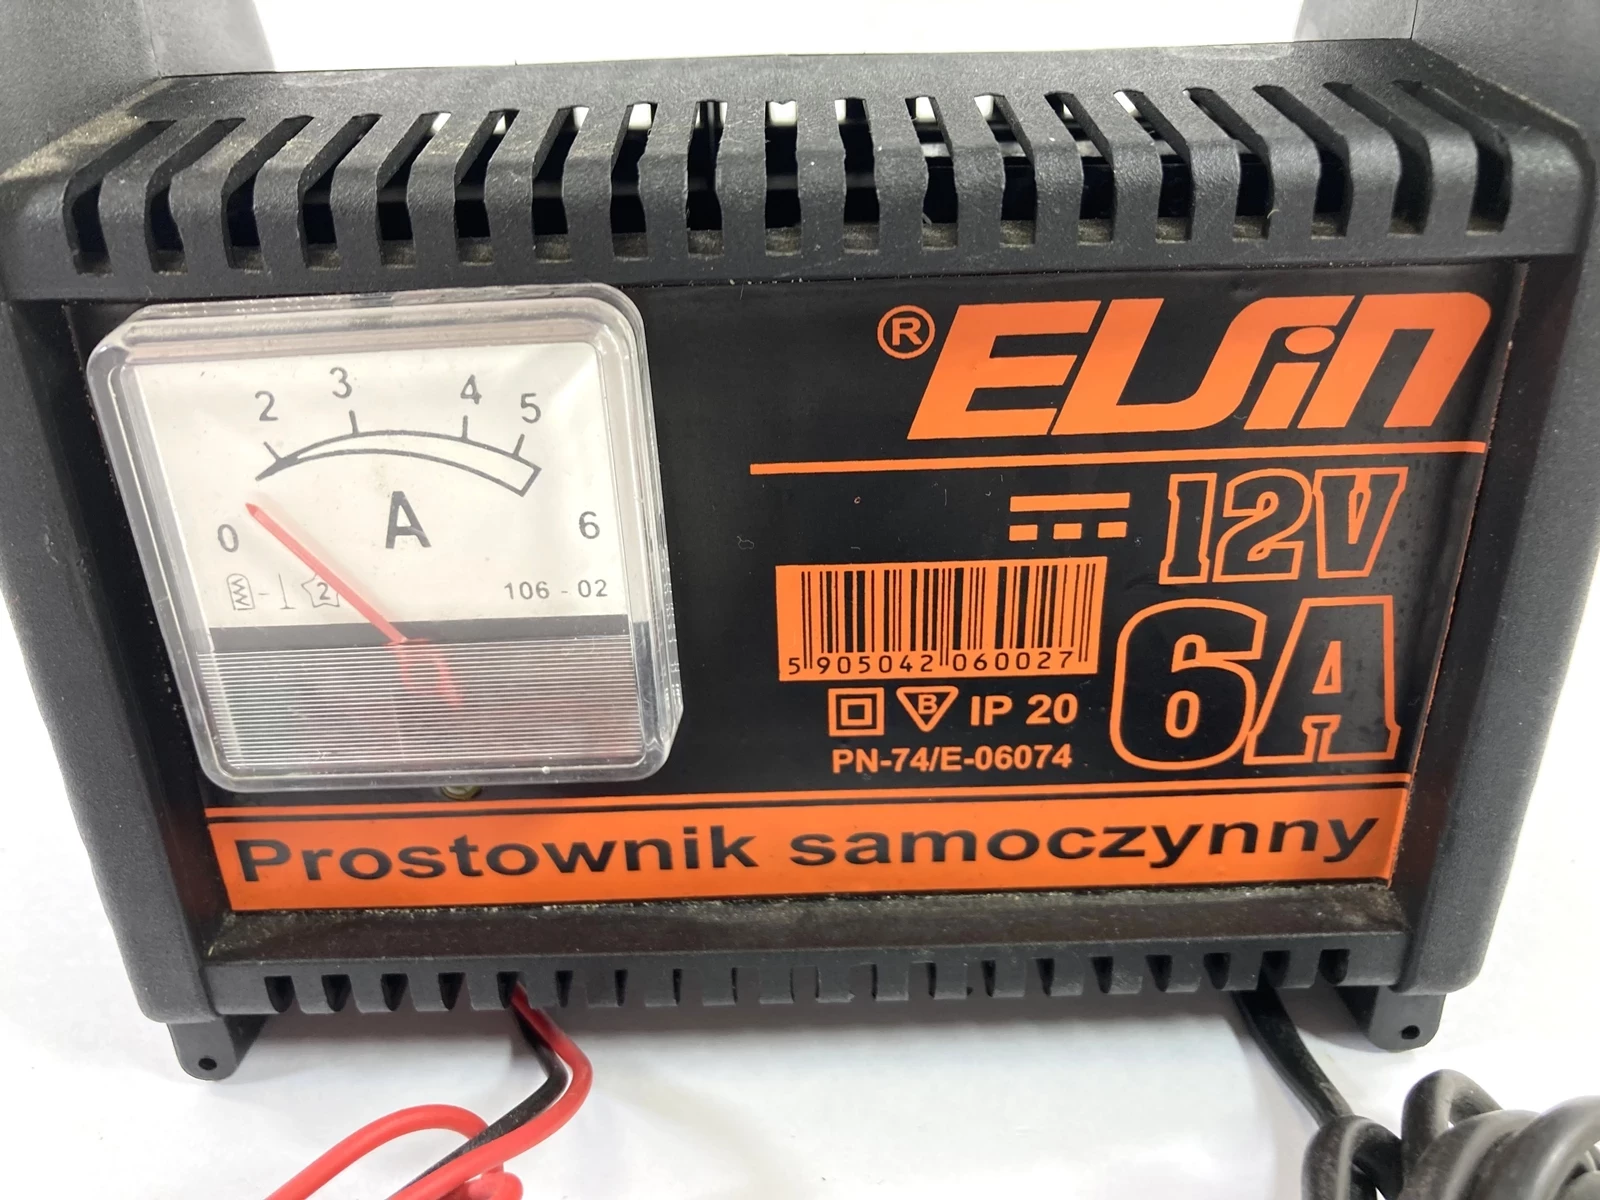 ® ELSIN
2 3 4 5
0 A 6
2 106 - 02
12V
6A
5 905042 060027
B IP 20
PN-74/E-06074
Prostownik samoczynny